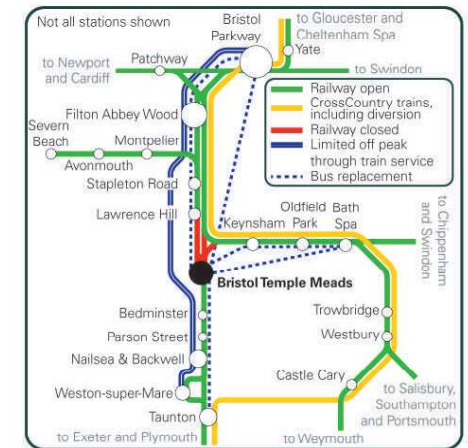 Not all stations shown
Bristol
Parkway
to Gloucester and
Cheltenham Spa
Yate
Patchway
to Newport
and Cardiff
to Swindon
Railway open
CrossCountry trains,
including diversion
Railway closed
Limited off peak
through train service
Bus replacement
Filton Abbey Wood
Severn
Beach
Montpelier
Avonmouth
Stapleton Road
Lawrence Hill
Keynsham
Oldfield
Park
Bath
Spa
to Chippenham
and Swindon
Bristol Temple Meads
Bedminster
Parson Street
Nailsea & Backwell
Weston-super-Mare
Taunton
to Exeter and Plymouth
Trowbridge
Westbury
Castle Cary
to Salisbury,
Southampton
and Portsmouth
to Weymouth